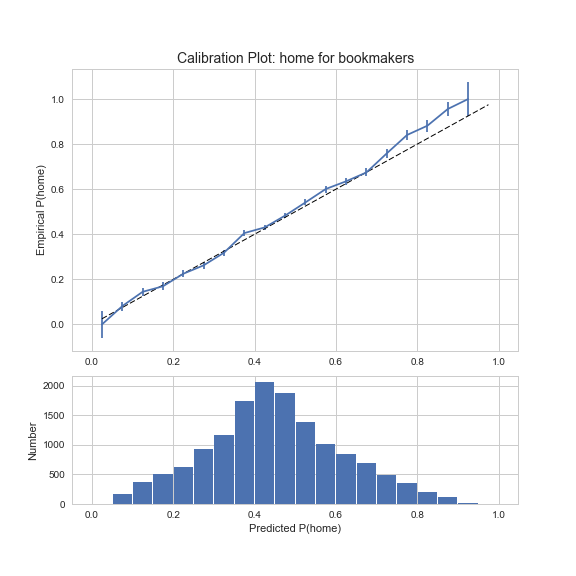 Calibration Plot: home for bookmakers
Empirical P(home)
1.0
0.8
0.6
0.4
0.2
0.0
0.0 0.2 0.4 0.6 0.8 1.0
Number
2000
1500
1000
500
0
0.0 0.2 0.4 0.6 0.8 1.0
Predicted P(home)